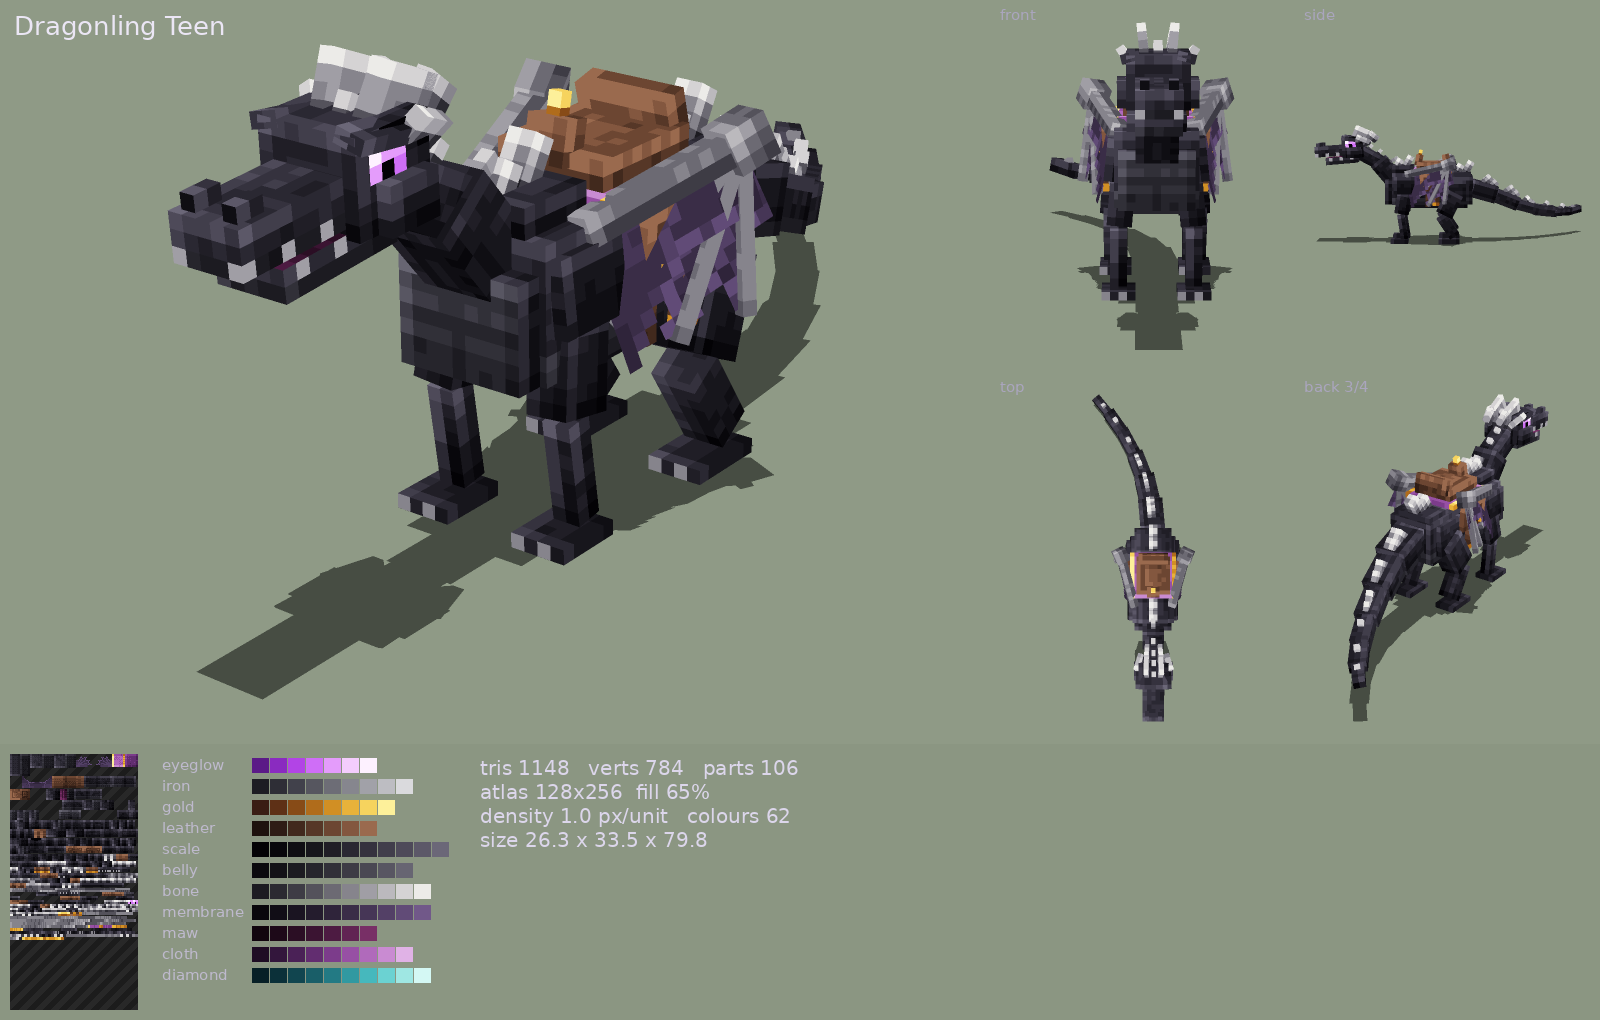 Dragonling Teen
front
side
top
back 3/4
eyeglow
iron
gold
leather
scale
belly
bone
membrane
maw
cloth
diamond
tris 1148 verts 784 parts 106
atlas 128x256 fill 65%
density 1.0 px/unit colours 62
size 26.3 x 33.5 x 79.8